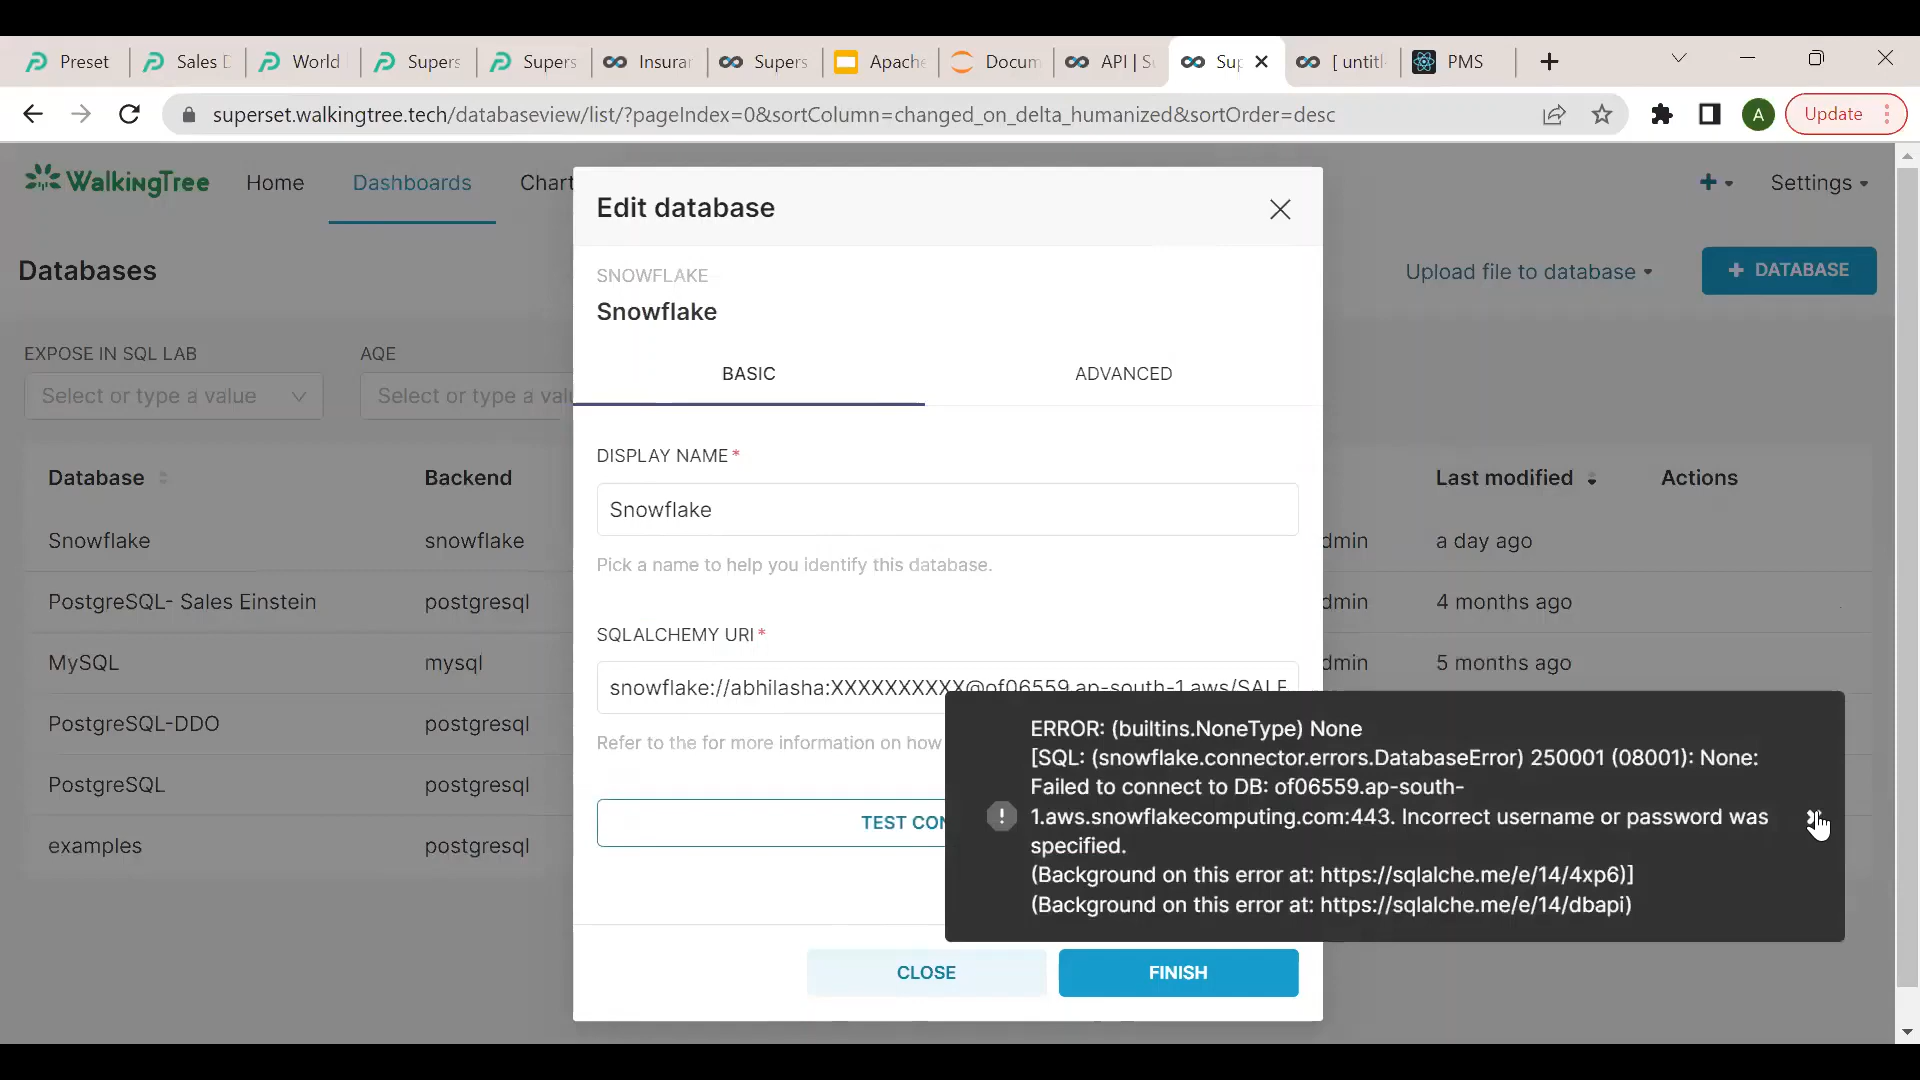 Preset
Sales D
World
Supers
Supers
Insurar
Supers
Apache
Docum
API | Su
Sup
[ untitl
PMS
superset.walkingtree.tech/databaseview/list/?pageIndex=0&sortColumn=changed_on_delta_humanized&sortOrder=desc
A
Update
WalkingTree
Home
Dashboards
Chart
Settings
Databases
Upload file to database
+ DATABASE
EXPOSE IN SQL LAB
AQE
Select or type a value
Select or type a valu
Database
Backend
Last modified
Actions
Snowflake
snowflake
dmin
a day ago
PostgreSQL- Sales Einstein
postgresql
dmin
4 months ago
MySQL
mysql
dmin
5 months ago
PostgreSQL-DDO
postgresql
PostgreSQL
postgresql
examples
postgresql
Edit database
SNOWFLAKE
Snowflake
BASIC
ADVANCED
DISPLAY NAME*
Snowflake
Pick a name to help you identify this database.
SQLALCHEMY URI*
snowflake://abhilasha:XXXXXXXXXX@of06559.ap-south-1.aws/SALE
Refer to the for more information on how
TEST CON
ERROR: (builtins.NoneType) None
[SQL: (snowflake.connector.errors.DatabaseError) 250001 (08001): None:
Failed to connect to DB: of06559.ap-south-
1.aws.snowflakecomputing.com:443. Incorrect username or password was
specified.
(Background on this error at: https://sqlalche.me/e/14/4xp6)]
(Background on this error at: https://sqlalche.me/e/14/dbapi)
CLOSE
FINISH